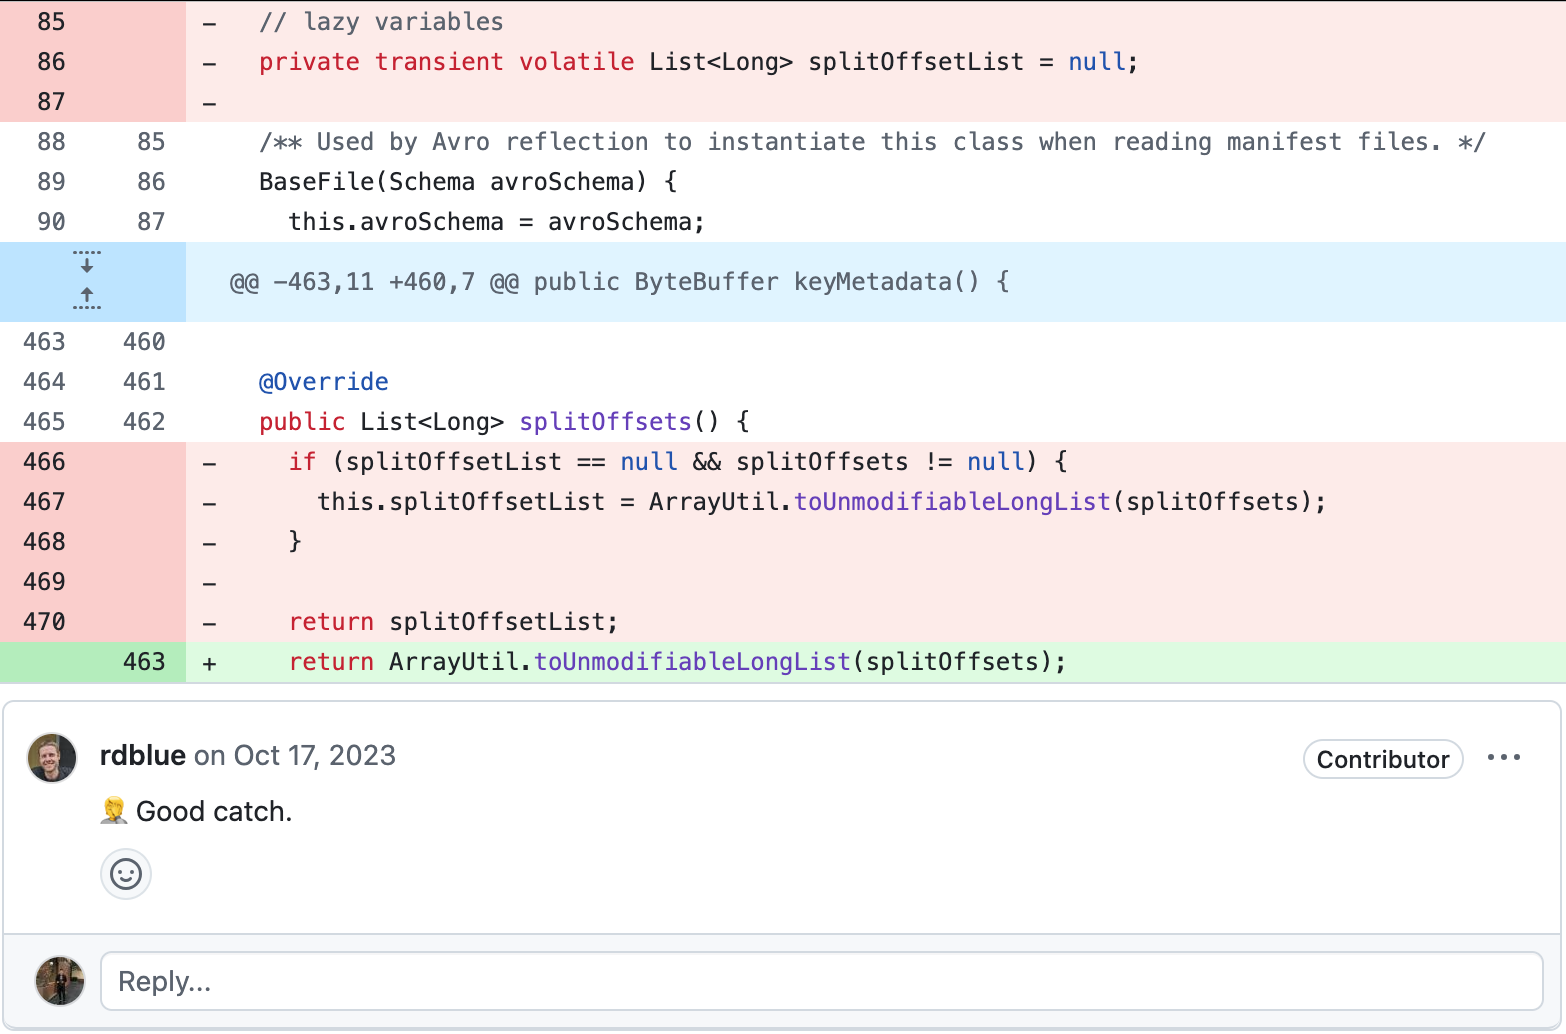 85 − // lazy variables
86 − private transient volatile List<Long> splitOffsetList = null;
87 −
88 85 /** Used by Avro reflection to instantiate this class when reading manifest files. */
89 86 BaseFile(Schema avroSchema) {
90 87 this.avroSchema = avroSchema;
@@ −463,11 +460,7 @@ public ByteBuffer keyMetadata() {
463 460
464 461 @Override
465 462 public List<Long> splitOffsets() {
466 − if (splitOffsetList == null && splitOffsets != null) {
467 − this.splitOffsetList = ArrayUtil.toUnmodifiableLongList(splitOffsets);
468 − }
469 −
470 − return splitOffsetList;
463 + return ArrayUtil.toUnmodifiableLongList(splitOffsets);
rdblue on Oct 17, 2023 Contributor ...
🤦 Good catch.
Reply...